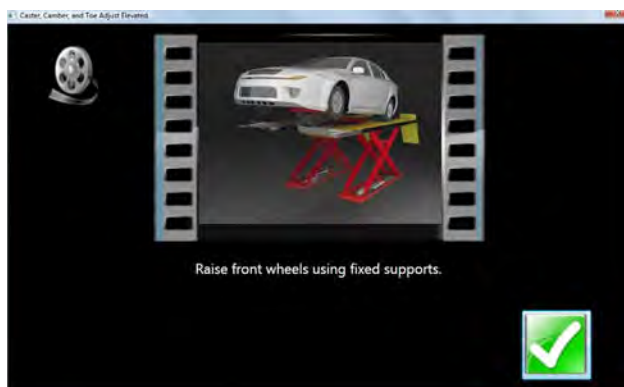 Caster, Camber, and Toe Adjust Elevated.
Raise front wheels using fixed supports.